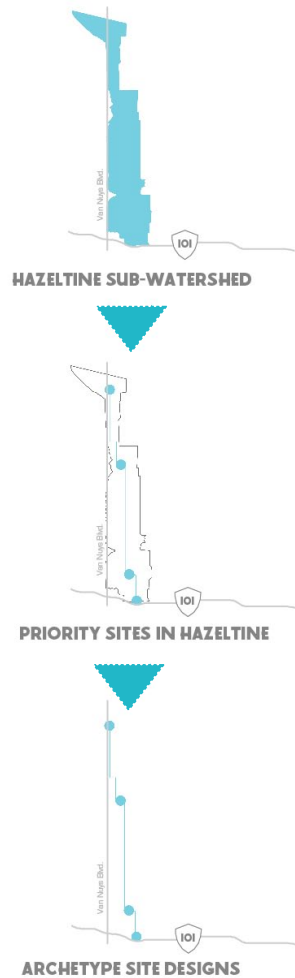 Van Nuys Blvd.
101
HAZELTINE SUB-WATERSHED
Van Nuys Blvd.
101
PRIORITY SITES IN HAZELTINE
Van Nuys Blvd.
101
ARCHETYPE SITE DESIGNS